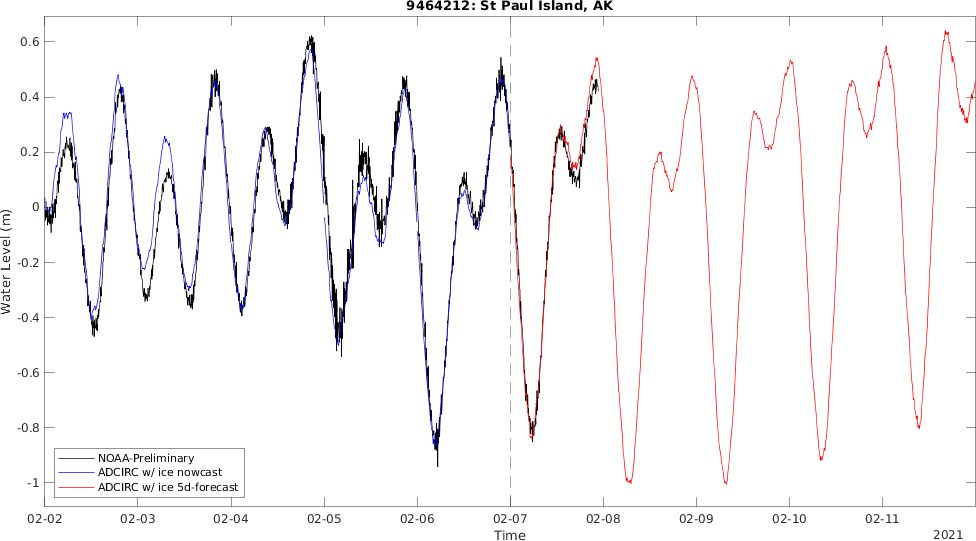 9464212: St Paul Island, AK
0.6
0.4
0.2
0
-0.2
-0.4
-0.6
-0.8
-1
Water Level (m)
NOAA-Preliminary
ADCIRC w/ ice nowcast
ADCIRC w/ ice 5d-forecast
02-02 02-03 02-04 02-05 02-06 02-07 02-08 02-09 02-10 02-11
Time
2021